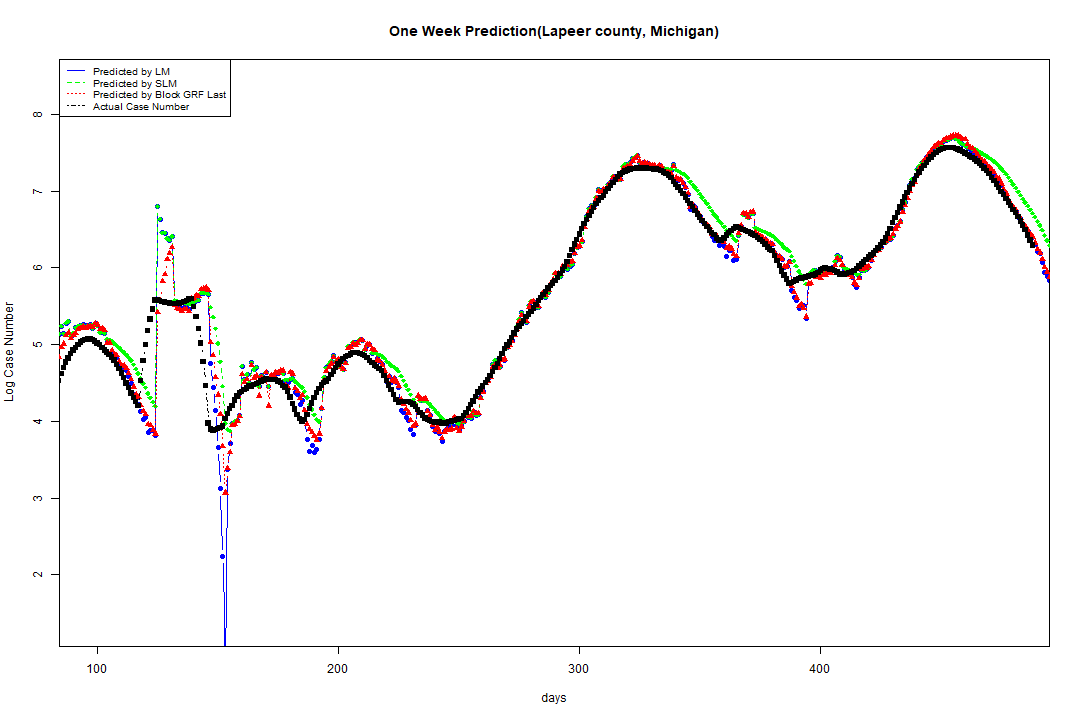 One Week Prediction(Lapeer county, Michigan)
Predicted by LM
Predicted by SLM
Predicted by Block GRF Last
Actual Case Number
8
7
6
5
4
3
2
Log Case Number
100 200 300 400
days